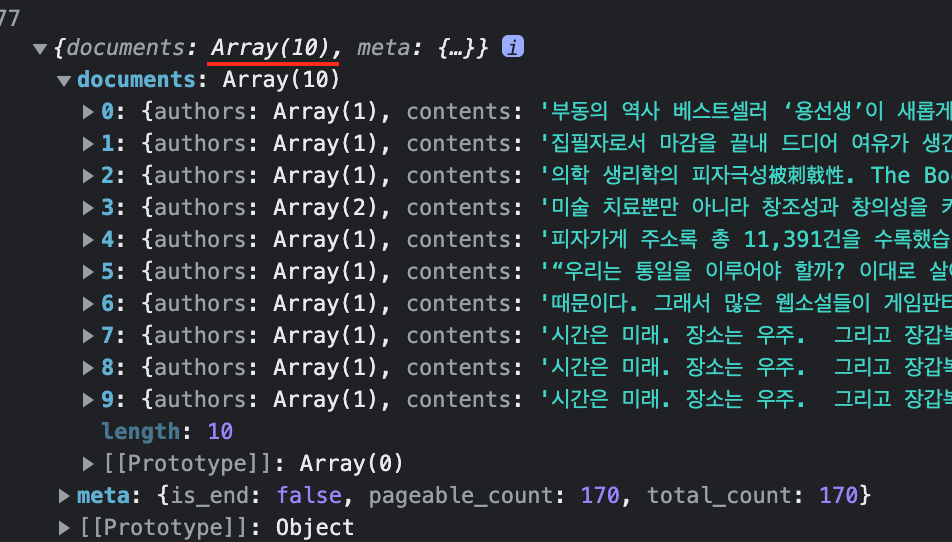 77
{documents: Array(10), meta: {…}} i
documents: Array(10)
0: {authors: Array(1), contents: '부동의 역사 베스트셀러 ‘용선생’이 새롭게
1: {authors: Array(1), contents: '집필자로서 마감을 끝내 드디어 여유가 생긴
2: {authors: Array(1), contents: '의학 생리학의 피자극성被刺戟性. The Bo
3: {authors: Array(2), contents: '미술 치료뿐만 아니라 창조성과 창의성을
4: {authors: Array(1), contents: '피자가게 주소록 총 11,391건을 수록했습
5: {authors: Array(1), contents: '“우리는 통일을 이루어야 할까? 이대로
6: {authors: Array(1), contents: '때문이다. 그래서 많은 웹소설들이 게임판타
7: {authors: Array(1), contents: '시간은 미래. 장소는 우주.  그리고 장갑복
8: {authors: Array(1), contents: '시간은 미래. 장소는 우주.  그리고 장갑복
9: {authors: Array(1), contents: '시간은 미래. 장소는 우주.  그리고 장갑복
length: 10
[[Prototype]]: Array(0)
meta: {is_end: false, pageable_count: 170, total_count: 170}
[[Prototype]]: Object